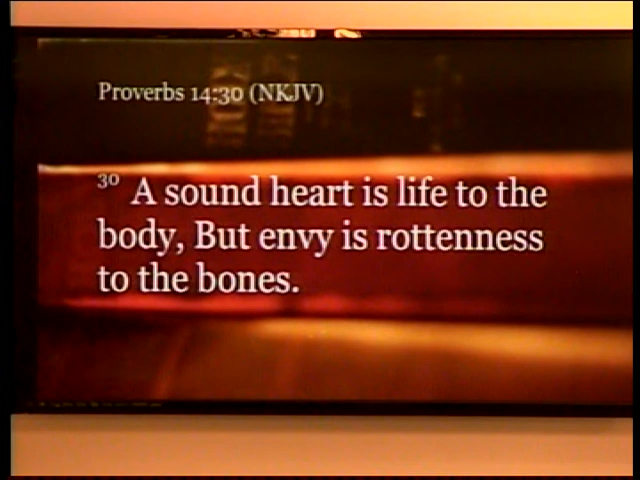 Proverbs 14:30 (NKJV)
30 A sound heart is life to the
body, But envy is rottenness
to the bones.